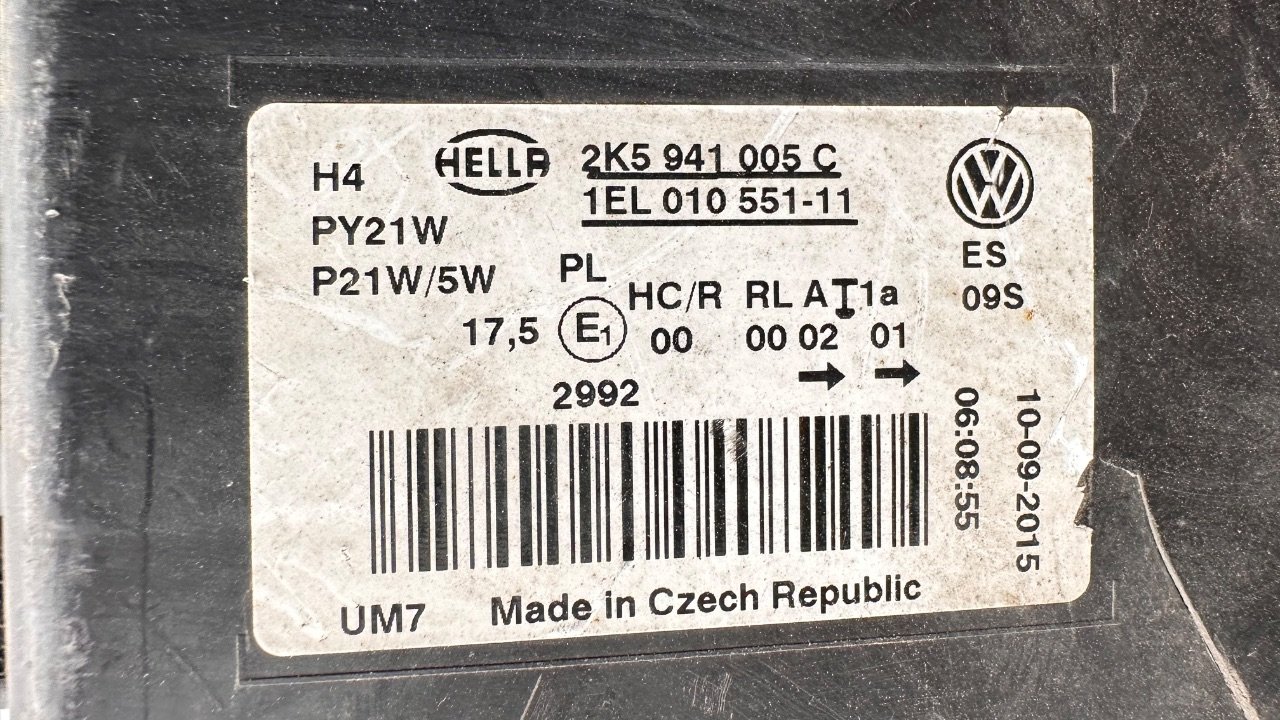 H4
PY21W
P21W/5W
HELLA
2K5 941 005 C
1EL 010 551-11
ES
09S
PL
HC/R RL A 1a
17,5 E1 00 00 02 01
→ →
2992
10-09-2015
06:08:55
UM7 Made in Czech Republic